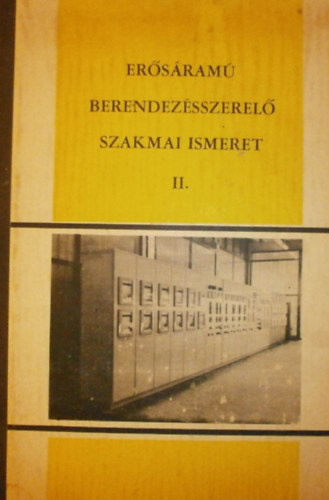 ERŐSÁRAMÚ
BERENDEZÉSSZERELŐ
SZAKMAI ISMERET
II.